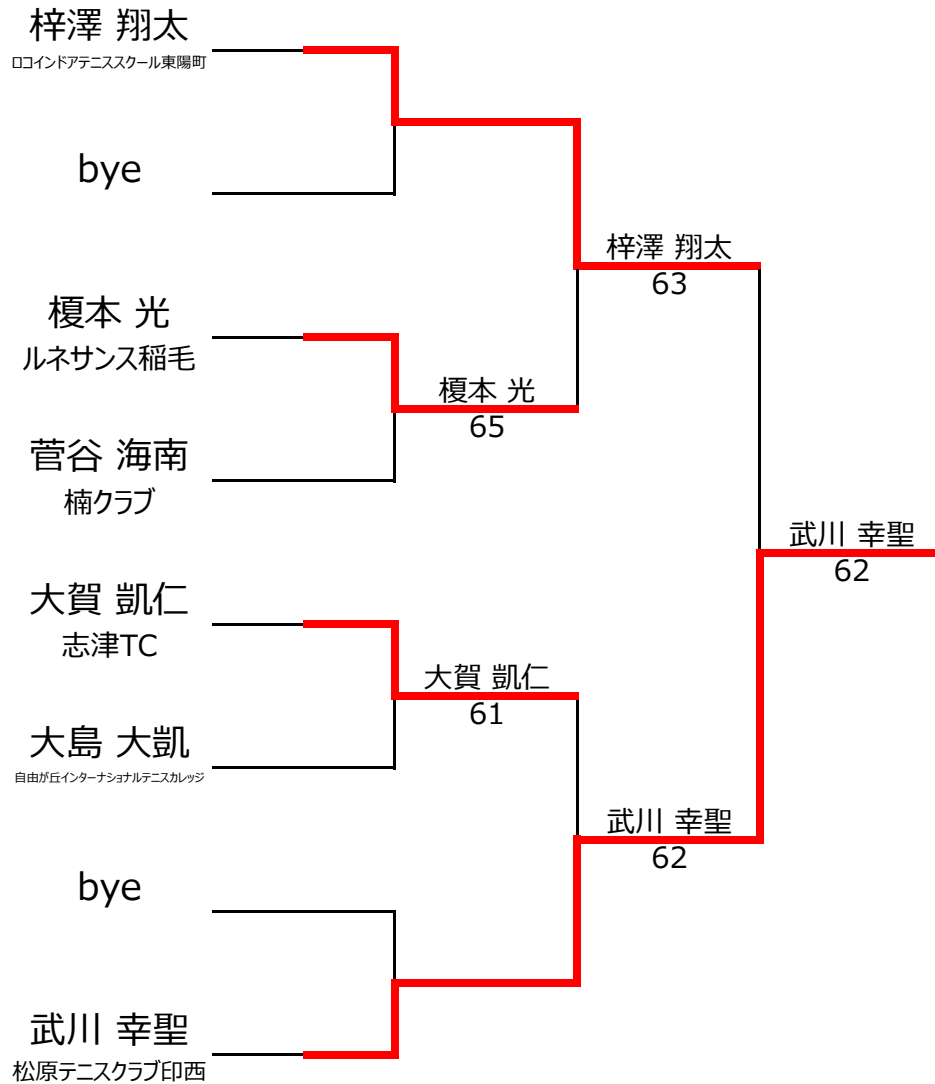 梓澤 翔太
ロコインドアテニススクール東陽町
bye
榎本 光
ルネサンス稲毛
菅谷 海南
楠クラブ
大賀 凱仁
志津TC
大島 大凱
自由が丘インターナショナルテニスカレッジ
bye
武川 幸聖
松原テニスクラブ印西
榎本 光
65
大賀 凱仁
61
梓澤 翔太
63
武川 幸聖
62
武川 幸聖
62